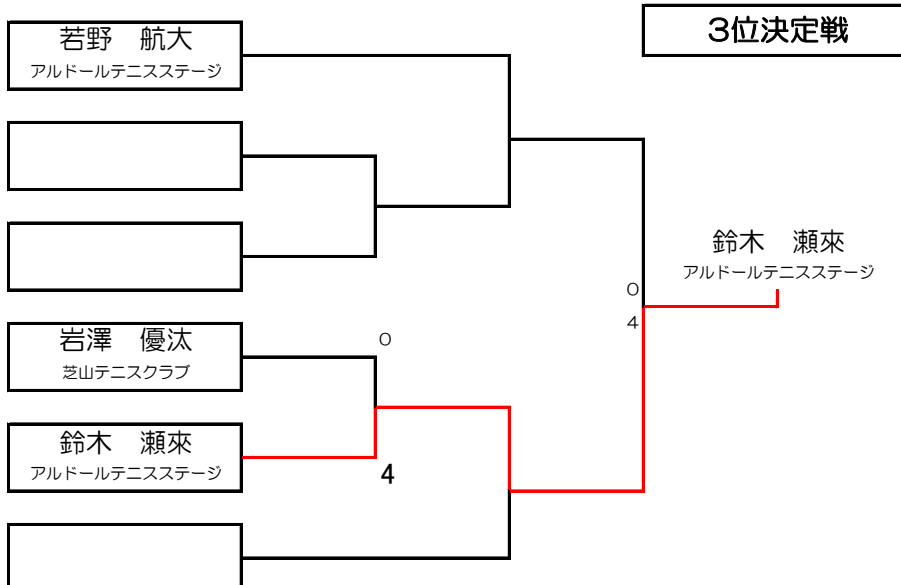 3位決定戦
若野　航大
アルドールテニスステージ
鈴木　瀬來
アルドールテニスステージ
0
4
岩澤　優汰
芝山テニスクラブ
0
鈴木　瀬來
アルドールテニスステージ
4